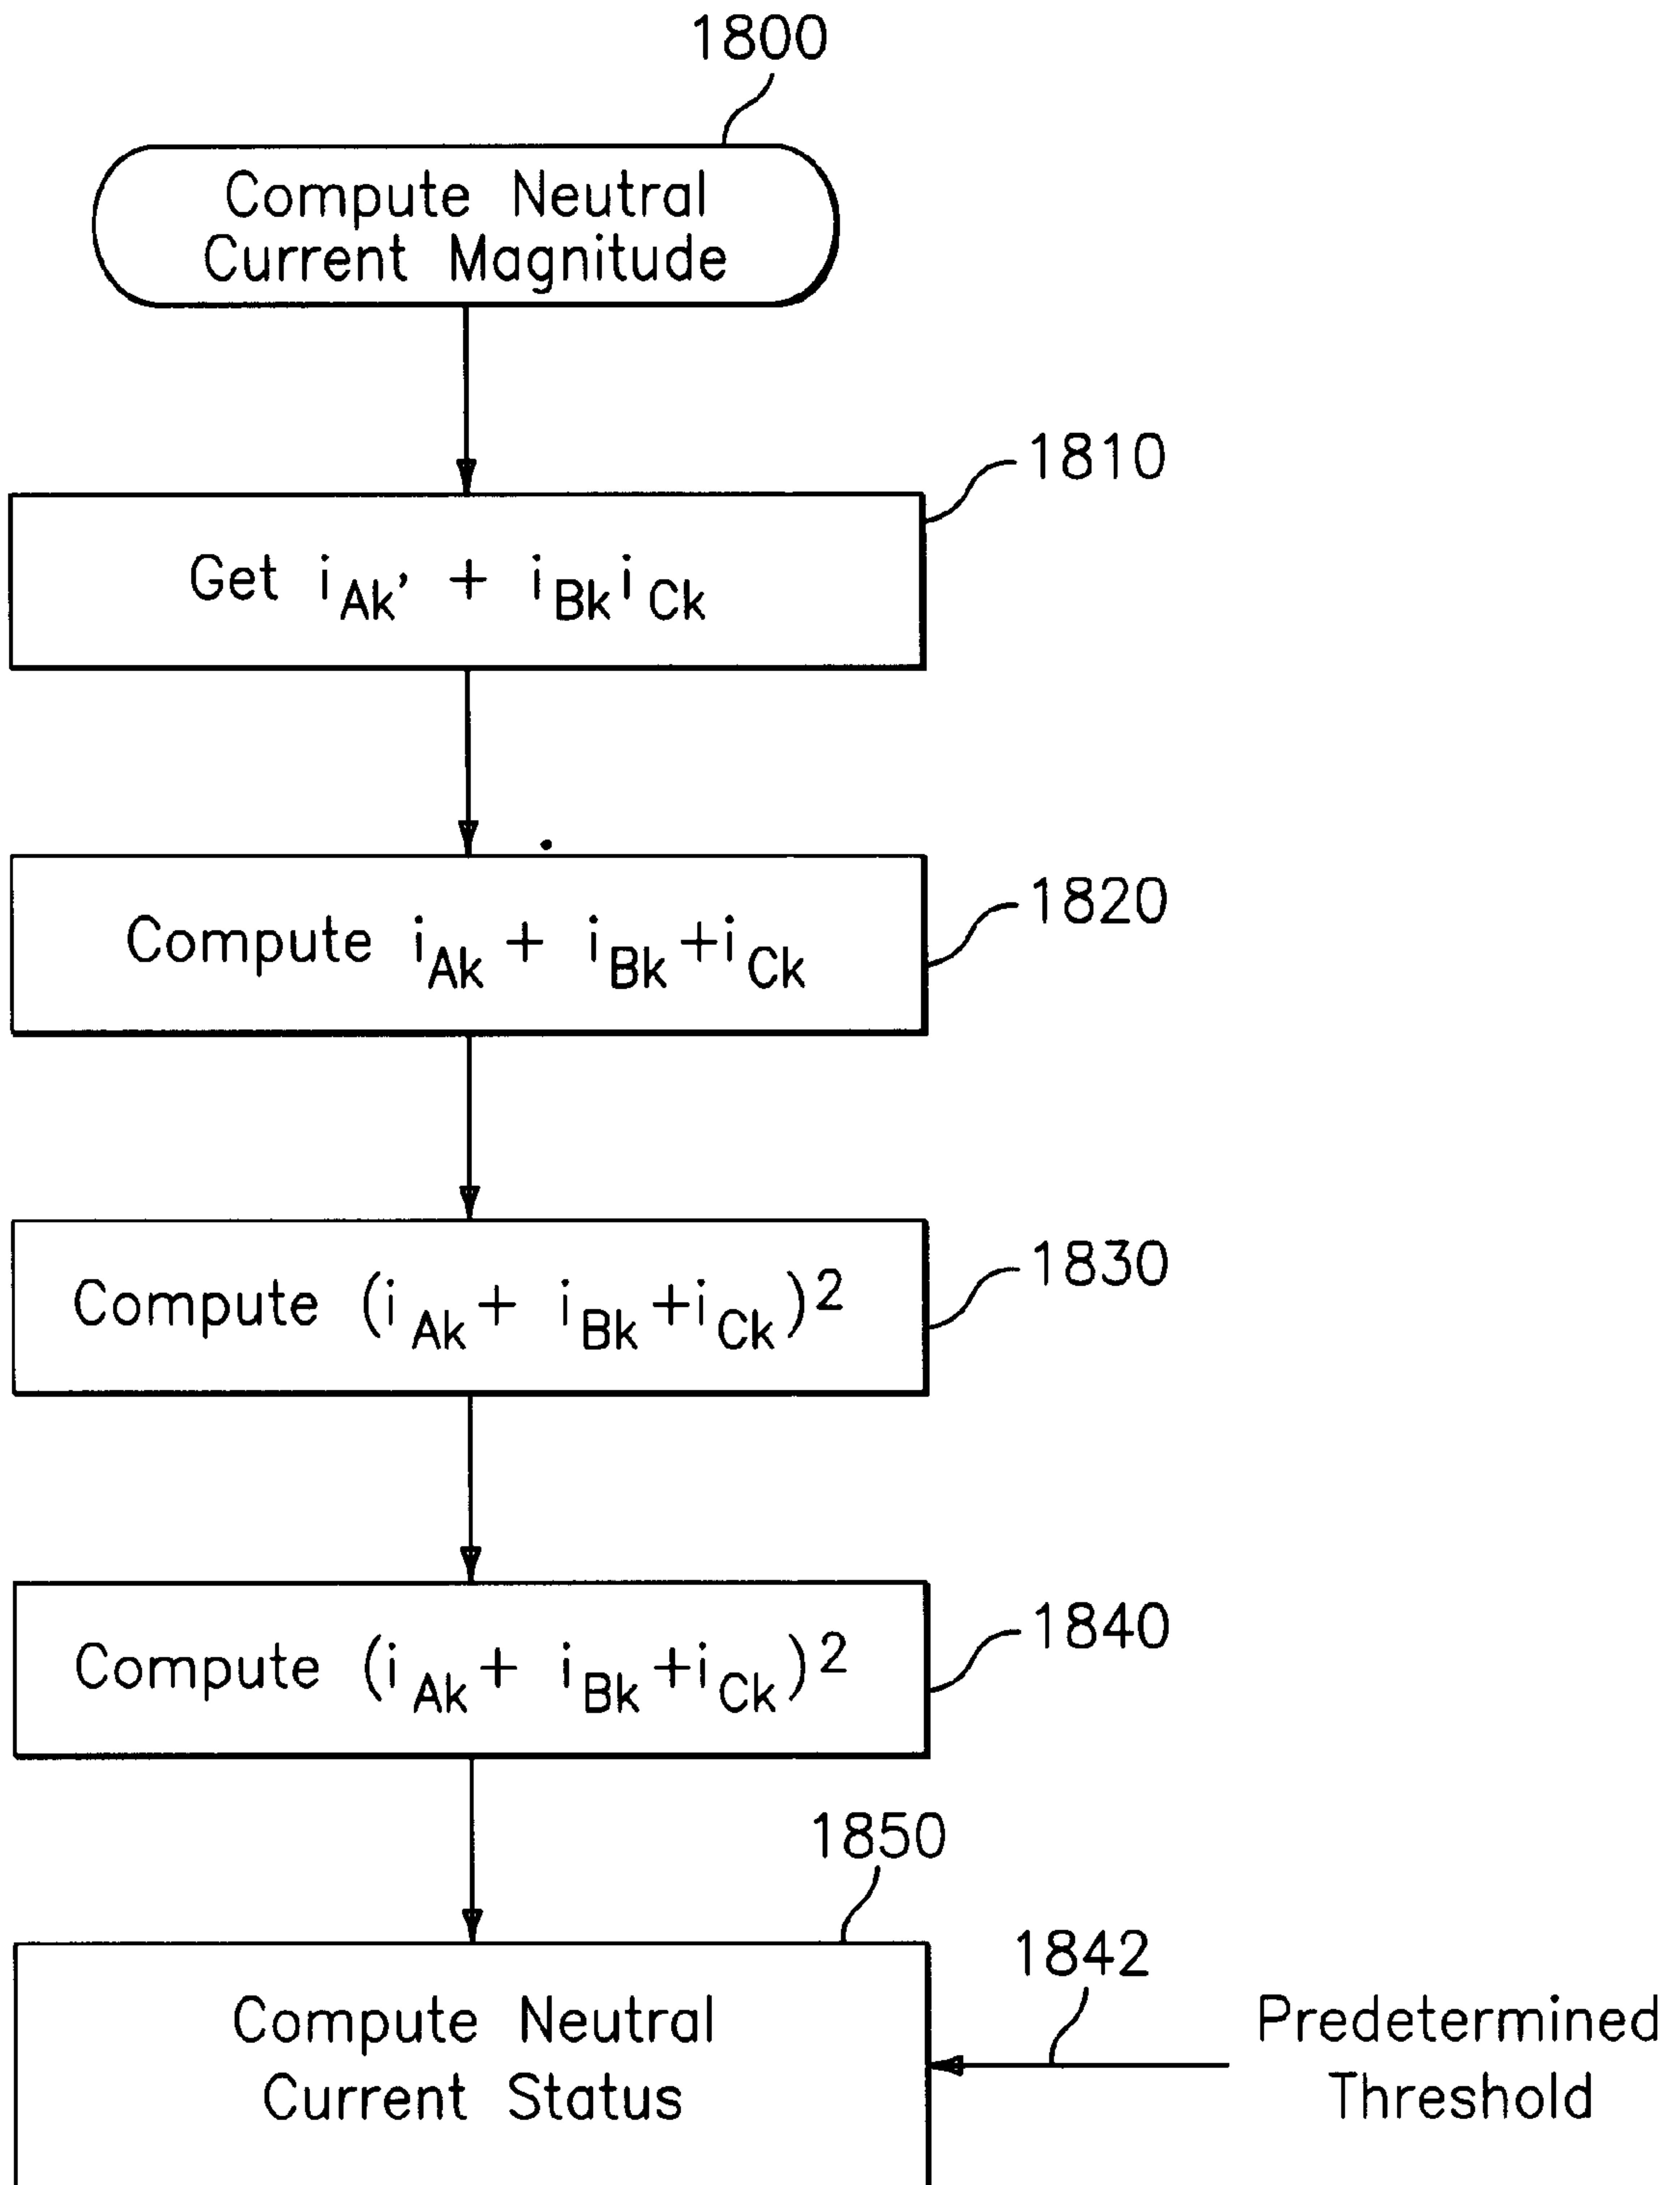 1800
Compute Neutral
Current Magnitude
1810
Get i_Ak' + i_Bk i_Ck
1820
Compute i_Ak + i_Bk + i_Ck
1830
Compute (i_Ak + i_Bk + i_Ck)^2
1840
Compute (i_Ak + i_Bk + i_Ck)^2
1850
Compute Neutral
Current Status
1842
Predetermined
Threshold